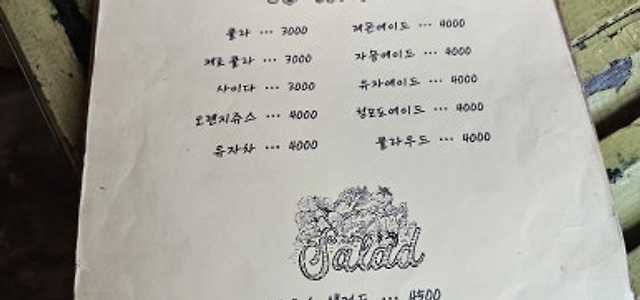 콜라 ... 3000 레몬에이드 ... 4000
제로콜라 ... 3000 자몽에이드 ... 4000
사이다 ... 3000 유자에이드 ... 4000
오렌지쥬스 ... 4000 청포도에이드 ... 4000
유자차 ... 4000 콜라우드 ... 4000
Salad
... 4500